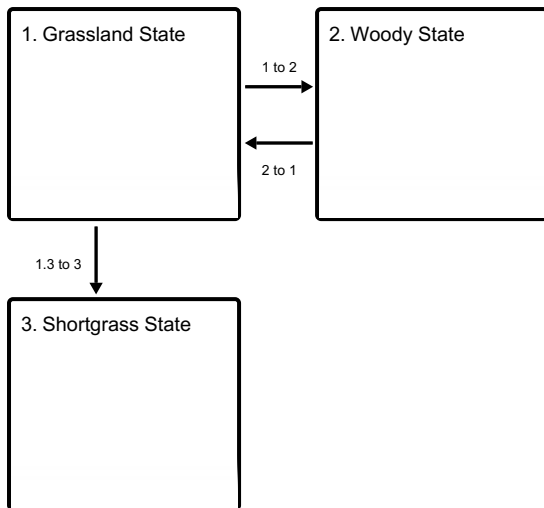 1. Grassland State
2. Woody State
1 to 2
2 to 1
1.3 to 3
3. Shortgrass State